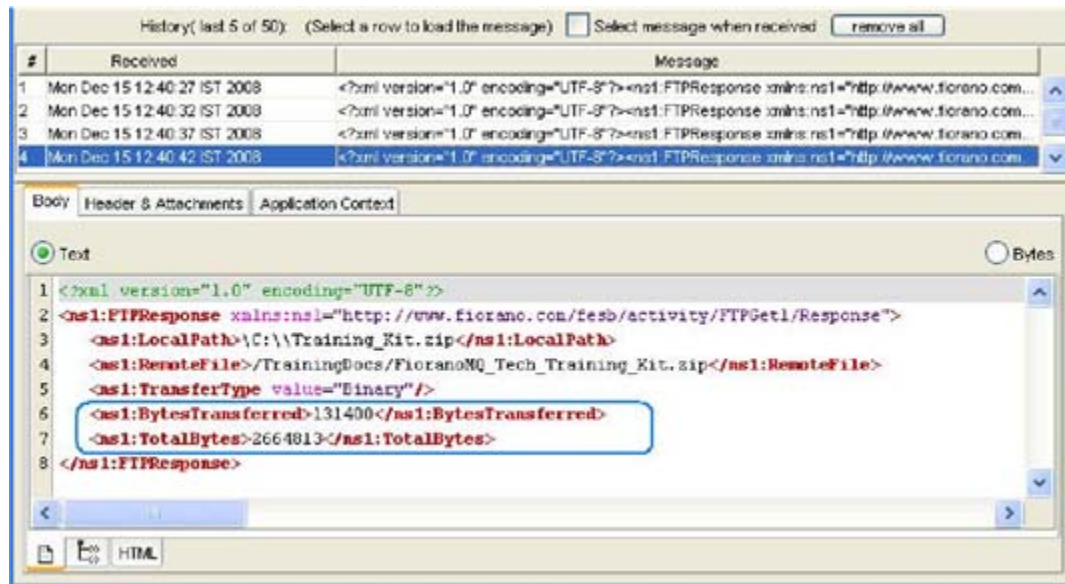 History( last 5 of 50): (Select a row to load the message) Select message when received remove all
# Received Message
1 Mon Dec 15 12:40:27 IST 2008 <?xml version="1.0" encoding="UTF-8"?><ns1:FTPResponse xmlns:ns1="http://www.fiorano.com...
2 Mon Dec 15 12:40:32 IST 2008 <?xml version="1.0" encoding="UTF-8"?><ns1:FTPResponse xmlns:ns1="http://www.fiorano.com...
3 Mon Dec 15 12:40:37 IST 2008 <?xml version="1.0" encoding="UTF-8"?><ns1:FTPResponse xmlns:ns1="http://www.fiorano.com...
4 Mon Dec 15 12:40:42 IST 2008 <?xml version="1.0" encoding="UTF-8"?><ns1:FTPResponse xmlns:ns1="http://www.fiorano.com...
Body Header & Attachments Application Context
Text Bytes
1 <?xml version="1.0" encoding="UTF-8"?>
2 <ns1:FTPResponse xmlns:ns1="http://www.fiorano.com/fesb/activity/FTPGet1/Response">
3 <ns1:LocalPath>\C:\\Training_Kit.zip</ns1:LocalPath>
4 <ns1:RemoteFile>/TrainingDocs/FioranoMQ_Tech_Training_Kit.zip</ns1:RemoteFile>
5 <ns1:TransferType value="Binary"/>
6 <ns1:BytesTransferred>131400</ns1:BytesTransferred>
7 <ns1:TotalBytes>2664813</ns1:TotalBytes>
8 </ns1:FTPResponse>
HTML